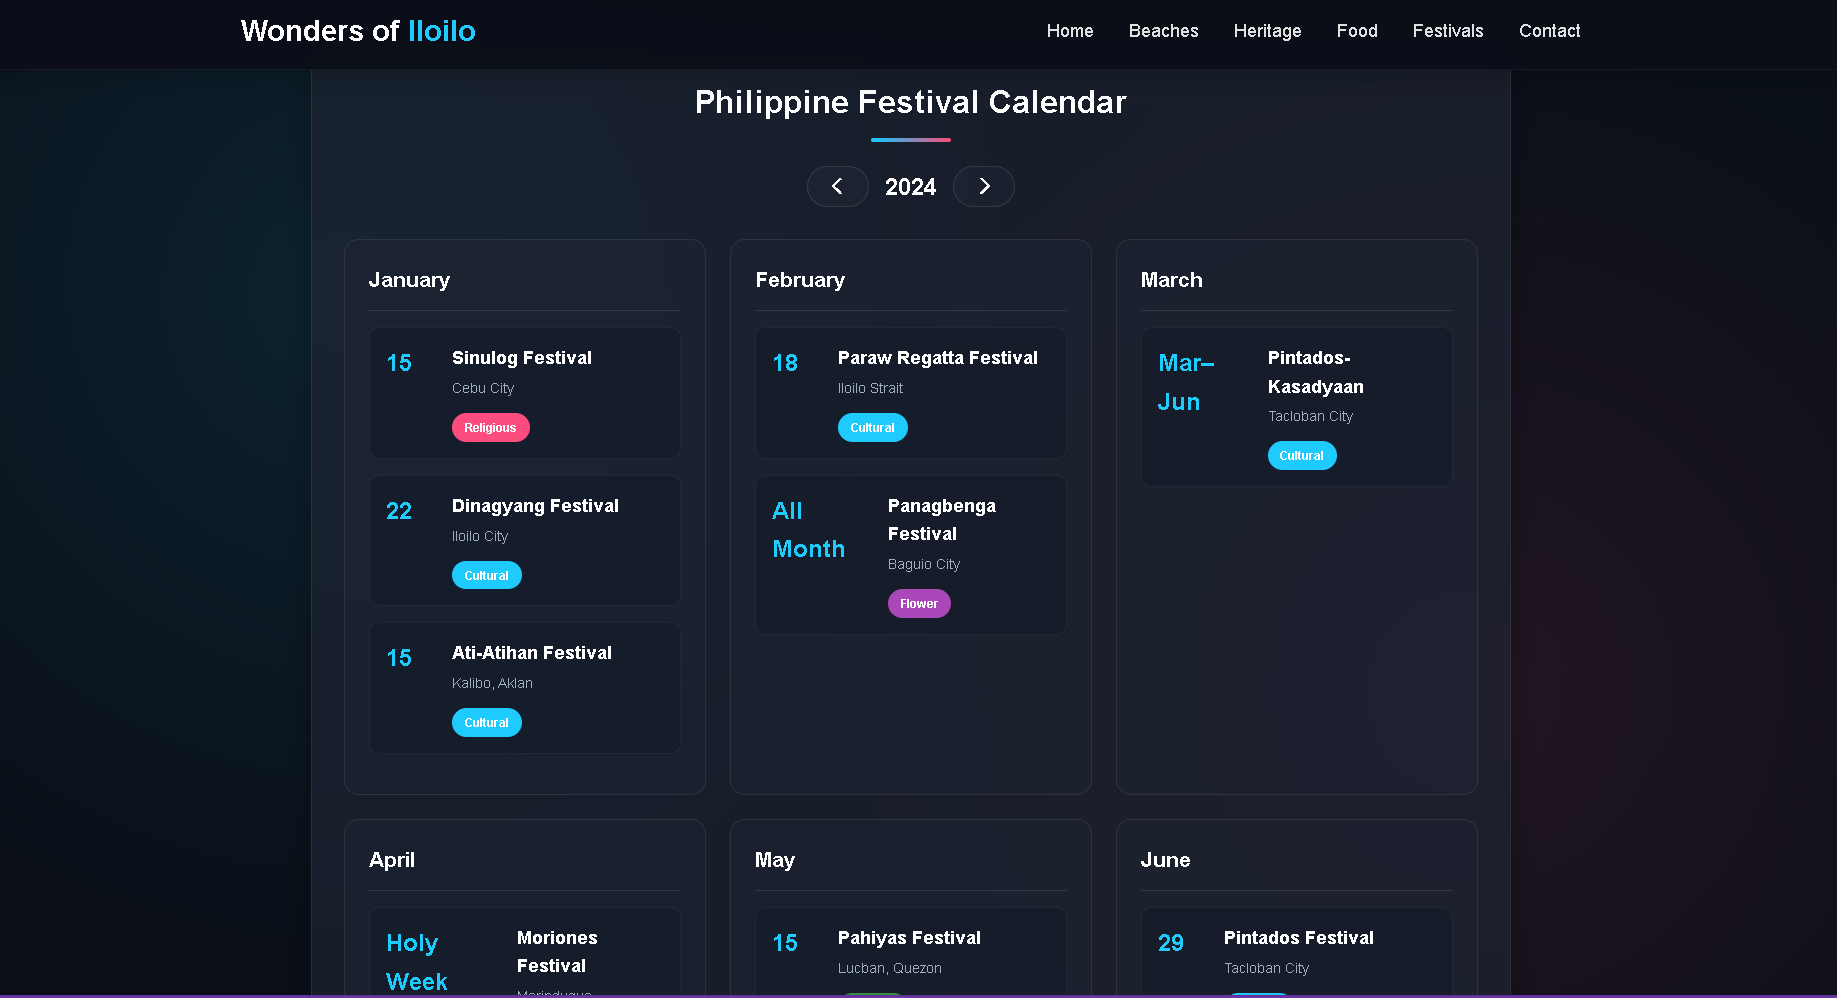 Wonders of Iloilo
Home Beaches Heritage Food Festivals Contact
Philippine Festival Calendar
2024
January
15
Sinulog Festival
Cebu City
Religious
22
Dinagyang Festival
Iloilo City
Cultural
15
Ati-Atihan Festival
Kalibo, Aklan
Cultural
February
18
Paraw Regatta Festival
Iloilo Strait
Cultural
All
Month
Panagbenga
Festival
Baguio City
Flower
March
Mar–
Jun
Pintados-
Kasadyaan
Tacloban City
Cultural
April
Holy
Week
Moriones
Festival
Marinduque
May
15
Pahiyas Festival
Lucban, Quezon
June
29
Pintados Festival
Tacloban City